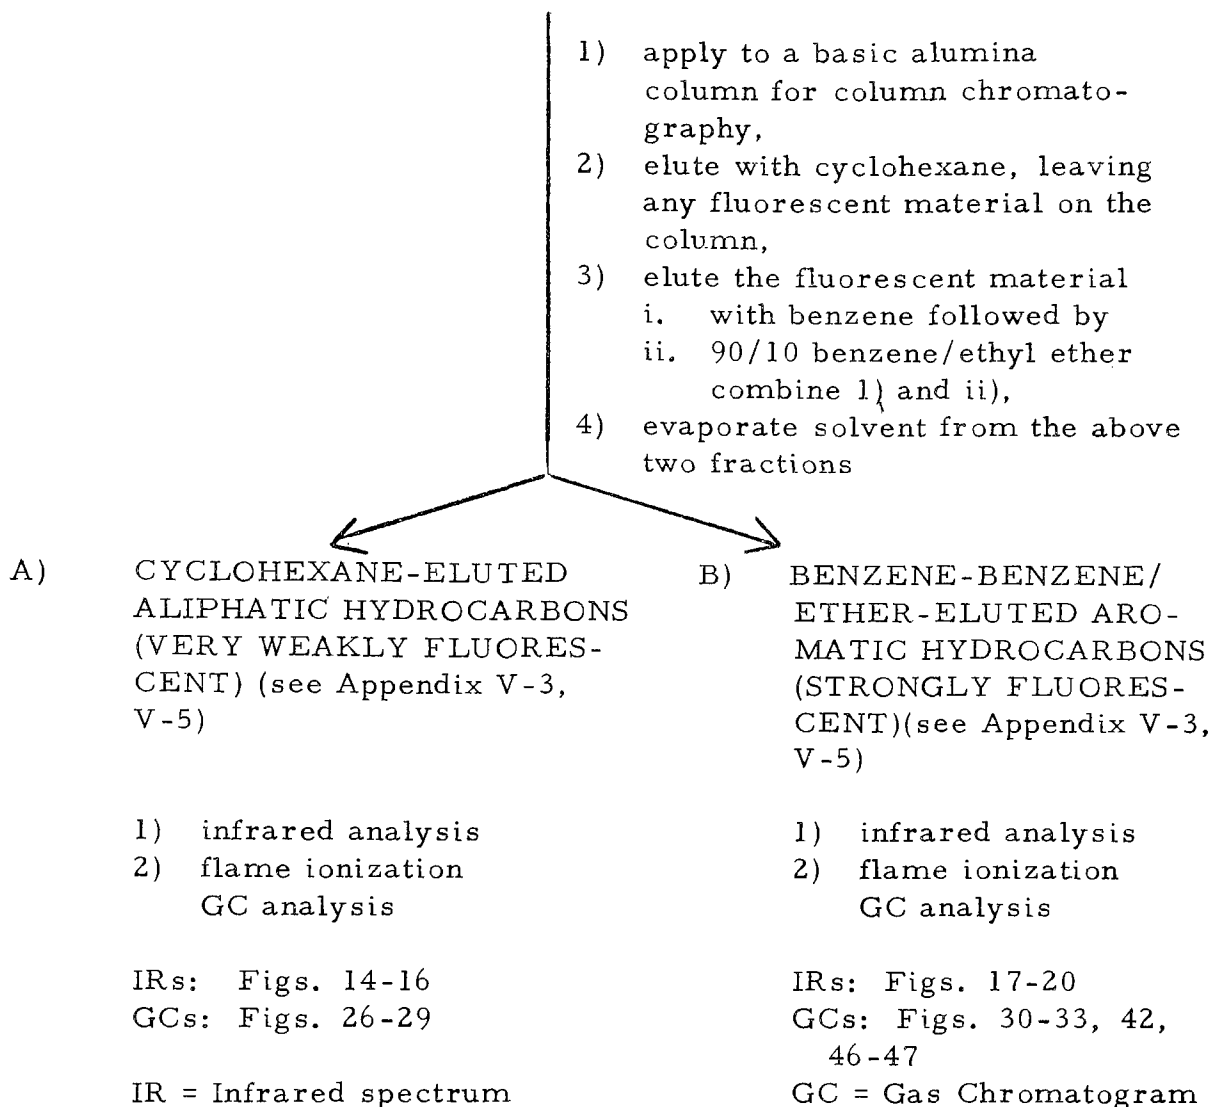 1) apply to a basic alumina
column for column chromato-
graphy,
2) elute with cyclohexane, leaving
any fluorescent material on the
column,
3) elute the fluorescent material
i. with benzene followed by
ii. 90/10 benzene/ethyl ether
combine 1) and ii),
4) evaporate solvent from the above
two fractions
A) CYCLOHEXANE-ELUTED
ALIPHATIC HYDROCARBONS
(VERY WEAKLY FLUORES-
CENT) (see Appendix V-3,
V-5)
1) infrared analysis
2) flame ionization
GC analysis
IRs: Figs. 14-16
GCs: Figs. 26-29
IR = Infrared spectrum
B) BENZENE-BENZENE/
ETHER-ELUTED ARO-
MATIC HYDROCARBONS
(STRONGLY FLUORES-
CENT)(see Appendix V-3,
V-5)
1) infrared analysis
2) flame ionization
GC analysis
IRs: Figs. 17-20
GCs: Figs. 30-33, 42,
46-47
GC = Gas Chromatogram